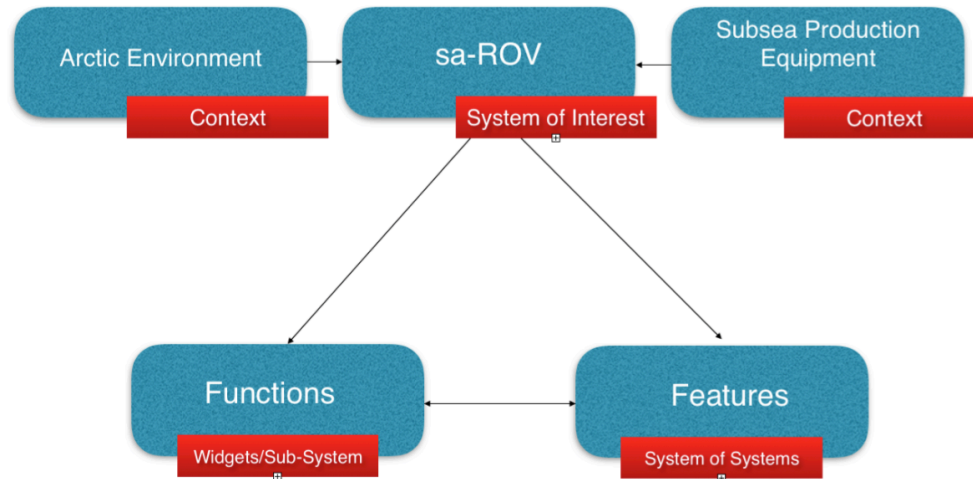 Arctic Environment
Context
sa-ROV
System of Interest
Subsea Production
Equipment
Context
Functions
Widgets/Sub-System
Features
System of Systems